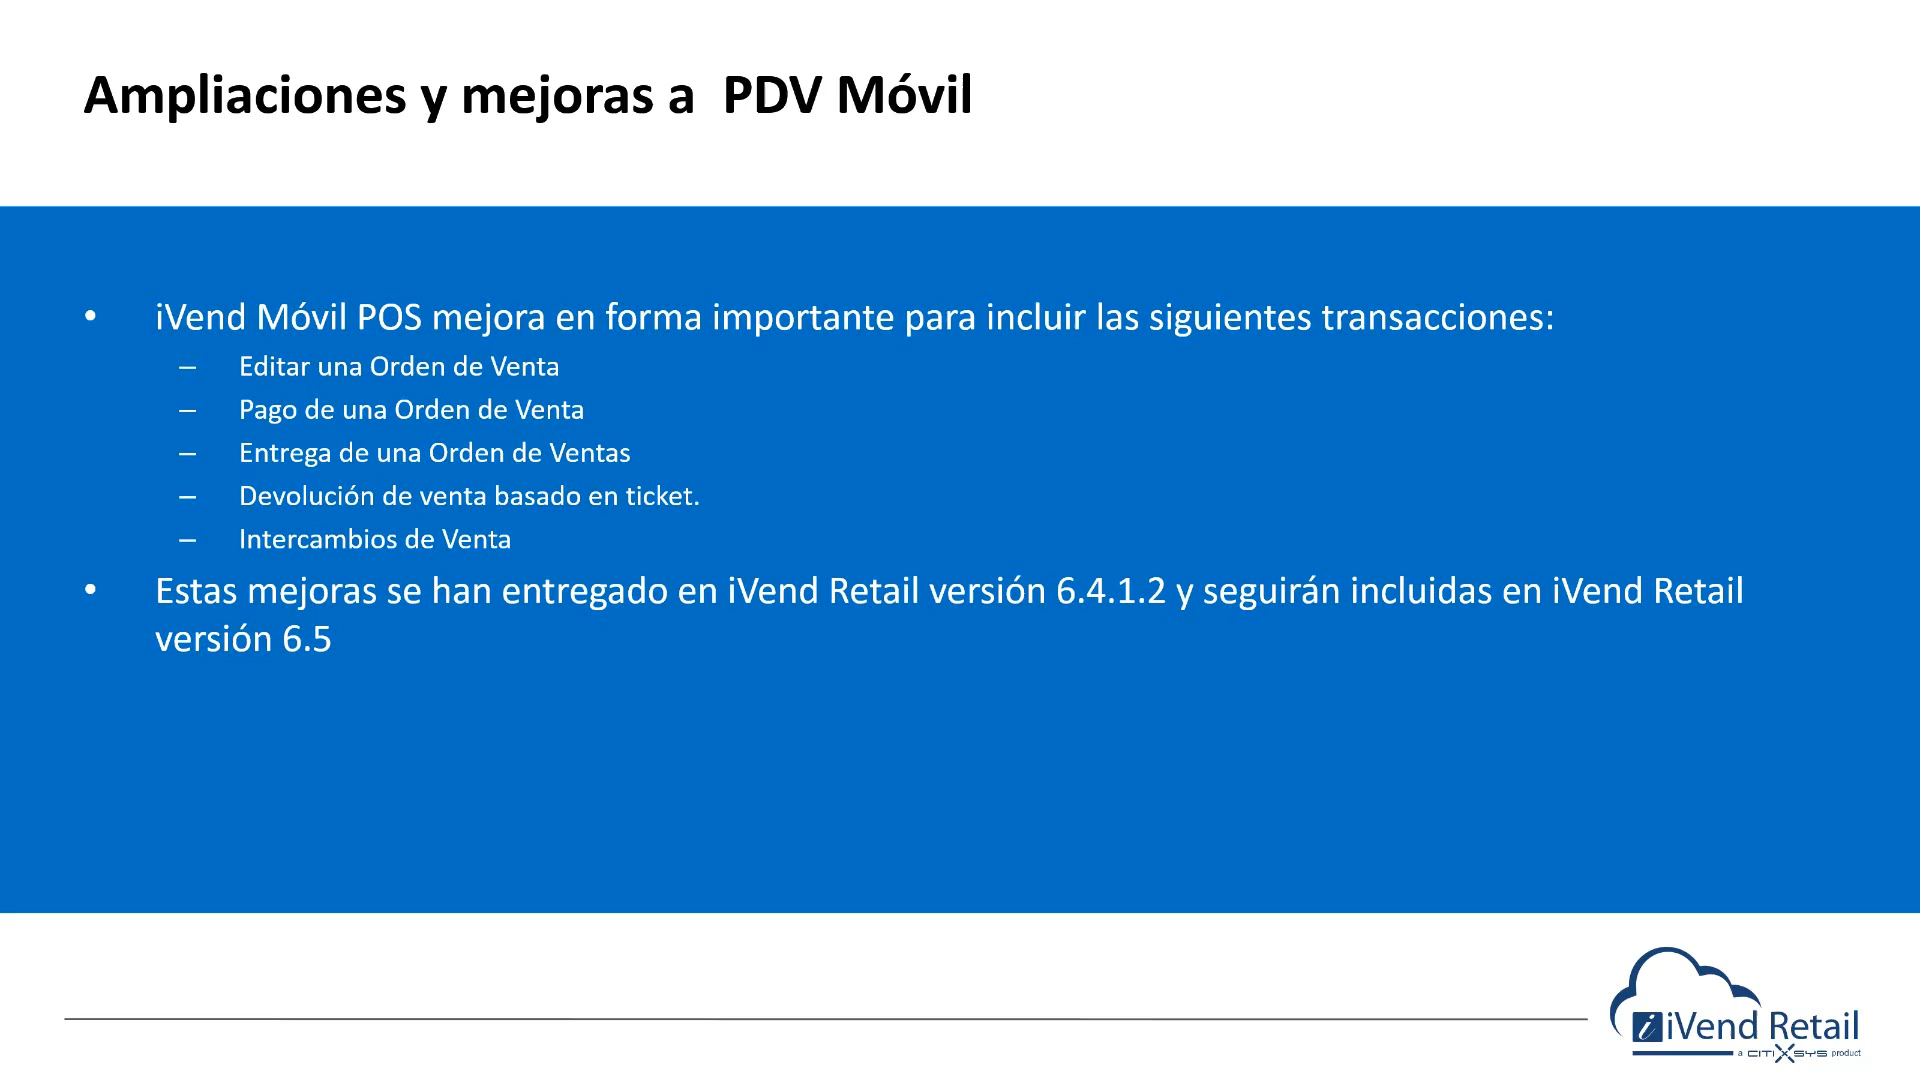 Ampliaciones y mejoras a  PDV Móvil
• iVend Móvil POS mejora en forma importante para incluir las siguientes transacciones:
– Editar una Orden de Venta
– Pago de una Orden de Venta
– Entrega de una Orden de Ventas
– Devolución de venta basado en ticket.
– Intercambios de Venta
• Estas mejoras se han entregado en iVend Retail versión 6.4.1.2 y seguirán incluidas en iVend Retail
versión 6.5
i iVend Retail
a CITIXSYS product